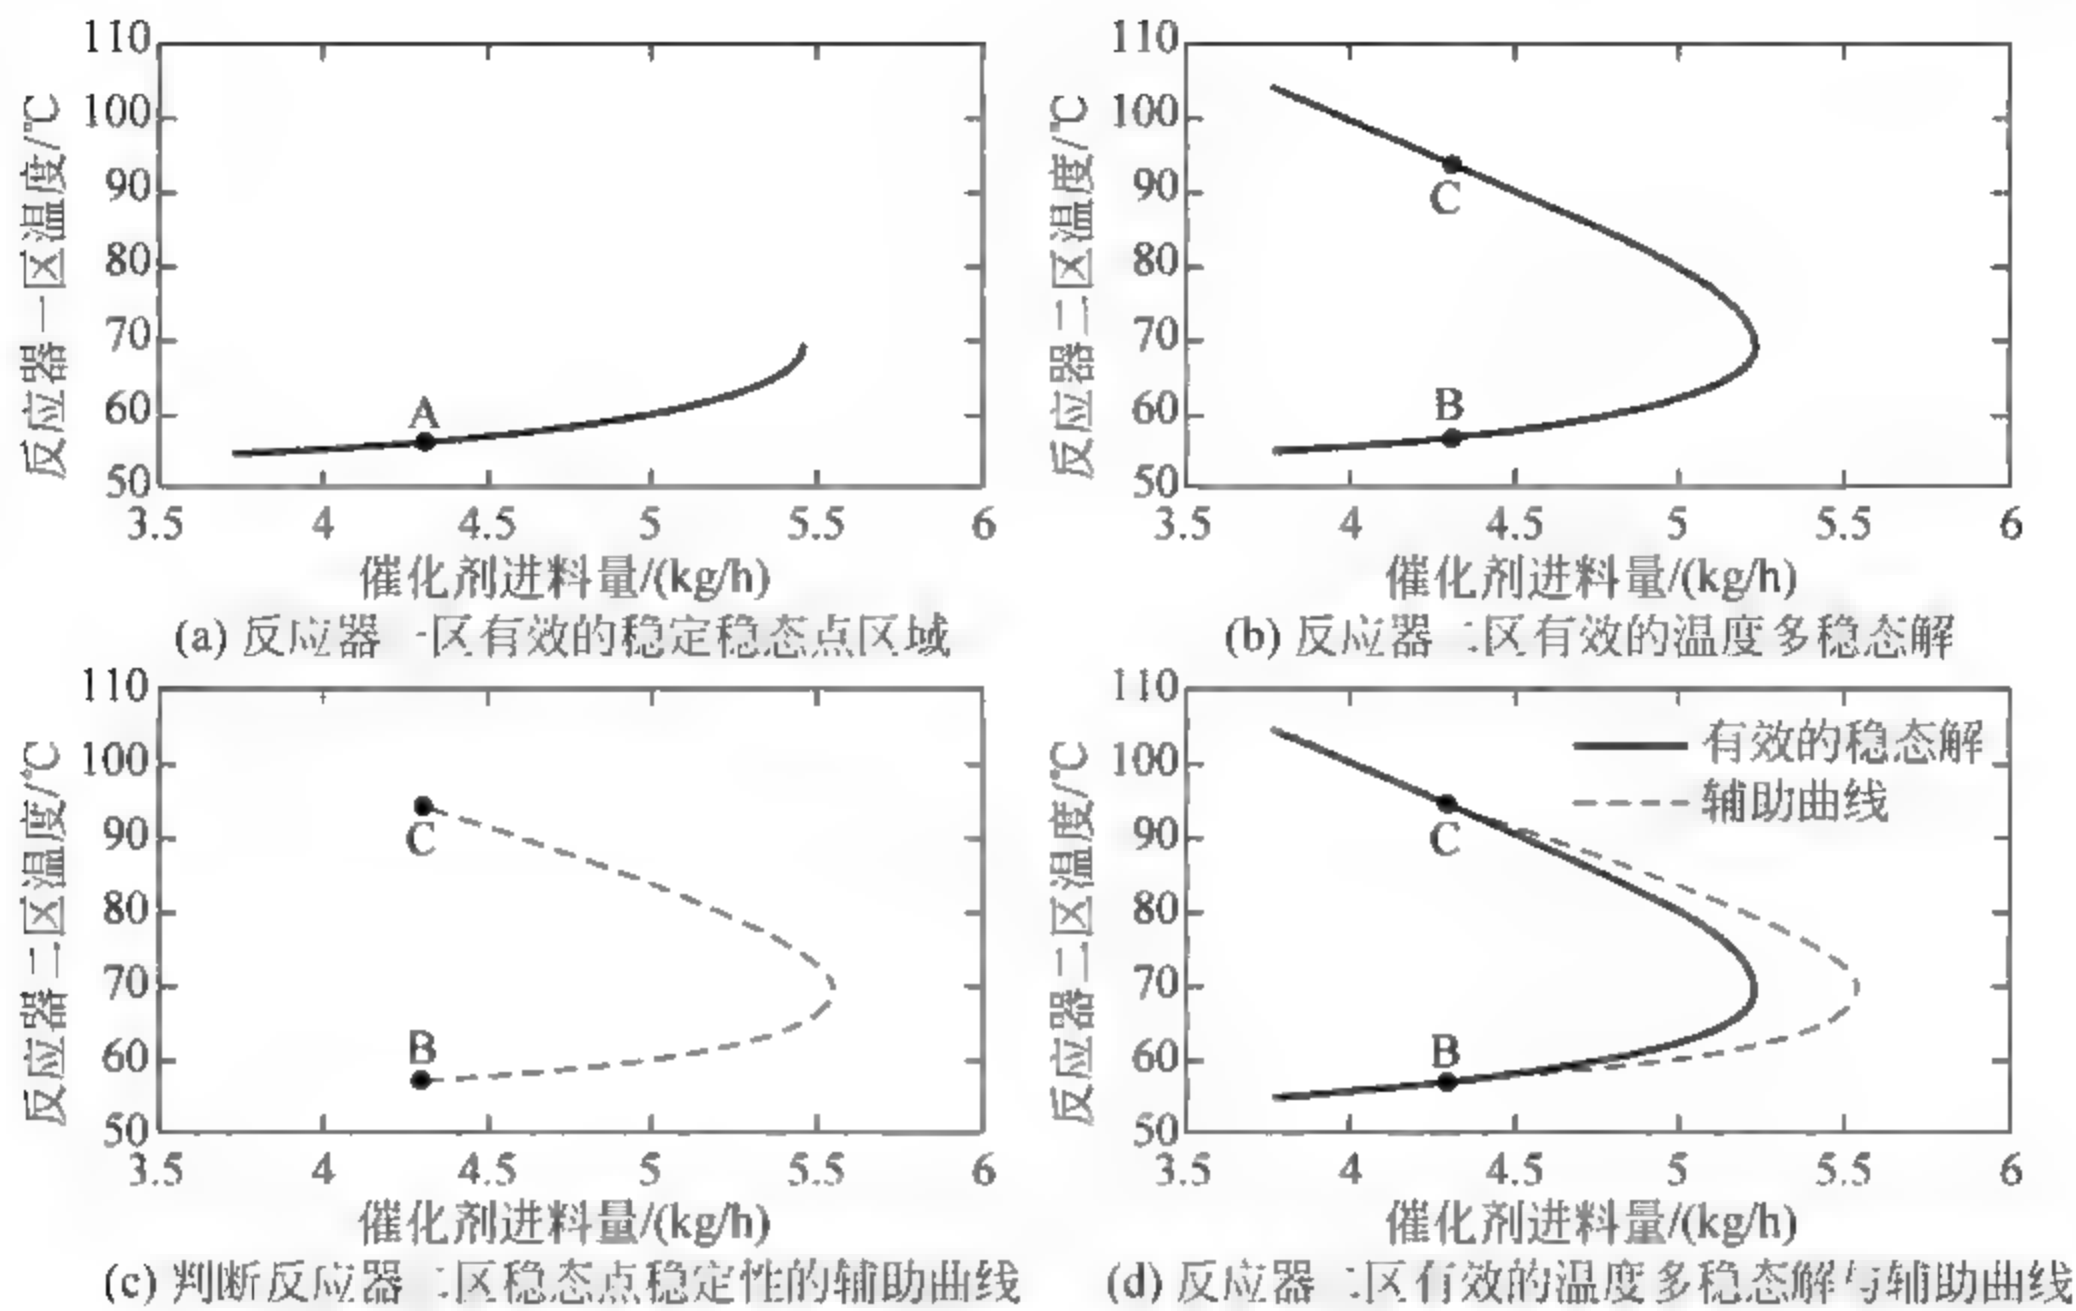 110
100
90
80
70
60
50
反应器一区温度/℃
A
3.5 4 4.5 5 5.5 6
催化剂进料量/(kg/h)
(a) 反应器一区有效的稳定稳态点区域
110
100
90
80
70
60
50
反应器二区温度/℃
C
B
3.5 4 4.5 5 5.5 6
催化剂进料量/(kg/h)
(b) 反应器二区有效的温度多稳态解
110
100
90
80
70
60
50
反应器二区温度/℃
C
B
3.5 4 4.5 5 5.5 6
催化剂进料量/(kg/h)
(c) 判断反应器二区稳态点稳定性的辅助曲线
110
100
90
80
70
60
50
反应器二区温度/℃
有效的稳态解
辅助曲线
C
B
3.5 4 4.5 5 5.5 6
催化剂进料量/(kg/h)
(d) 反应器二区有效的温度多稳态解与辅助曲线